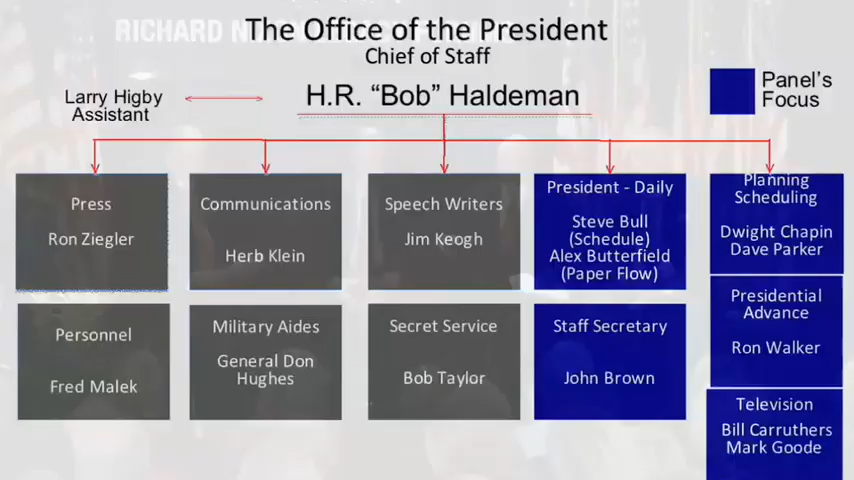 RICHARD N
The Office of the President
Chief of Staff
Larry Higby
Assistant
H.R. “Bob” Haldeman
Panel’s
Focus
Press
Ron Ziegler
Communications
Herb Klein
Speech Writers
Jim Keogh
President - Daily
Steve Bull
(Schedule)
Alex Butterfield
(Paper Flow)
Planning
Scheduling
Dwight Chapin
Dave Parker
Personnel
Fred Malek
Military Aides
General Don
Hughes
Secret Service
Bob Taylor
Staff Secretary
John Brown
Presidential
Advance
Ron Walker
Television
Bill Carruthers
Mark Goode